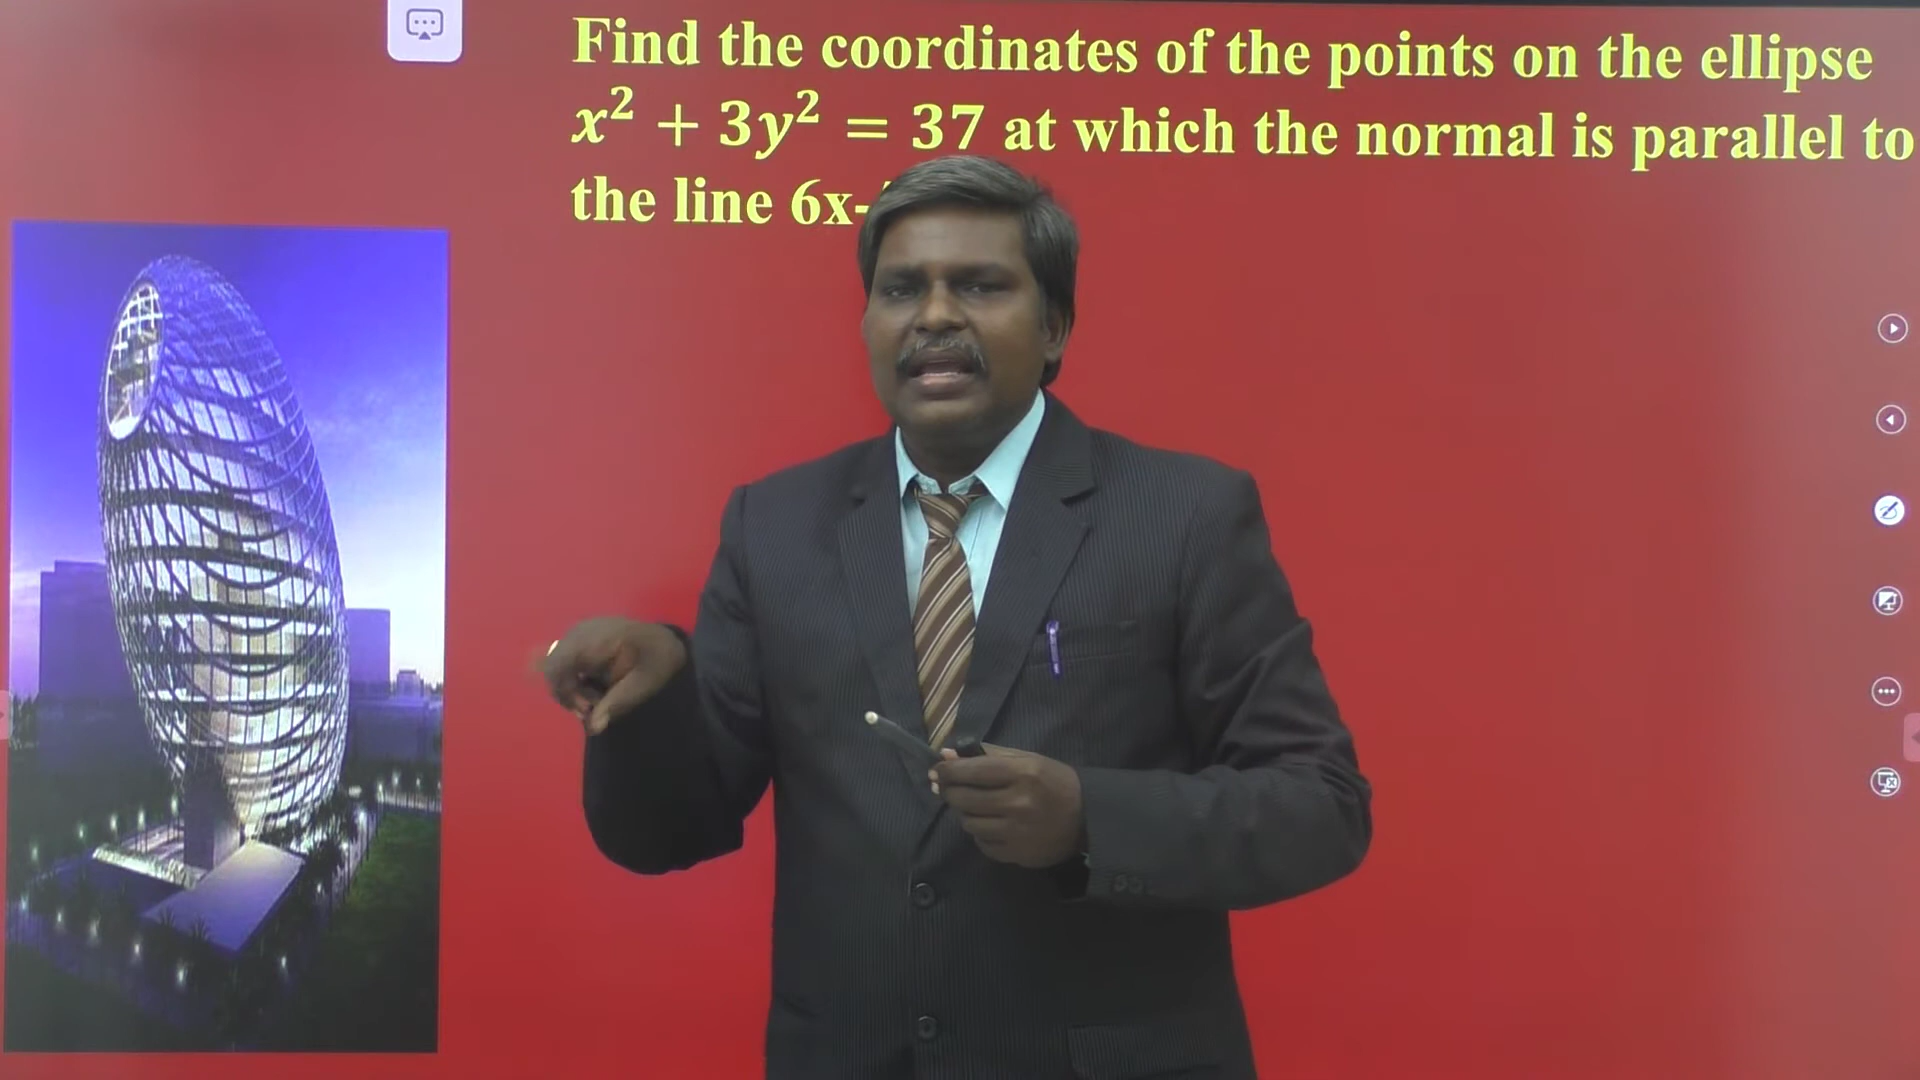 Find the coordinates of the points on the ellipse
x² + 3y² = 37 at which the normal is parallel to
the line 6x-